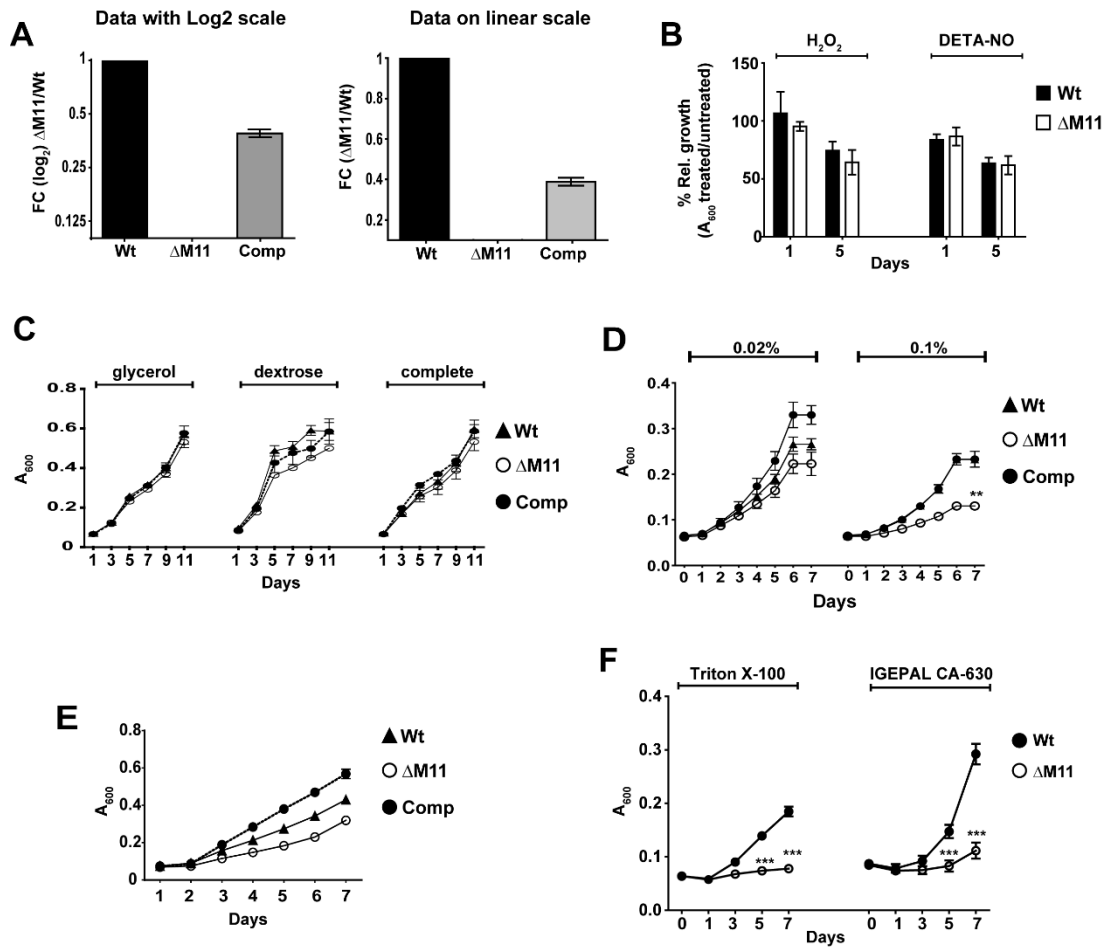 A
Data with Log2 scale
FC (log2) ΔM11/Wt
1
0.5
0.25
0.125
Wt ΔM11 Comp
Data on linear scale
FC (ΔM11/Wt)
1
0.8
0.6
0.4
0.2
Wt ΔM11 Comp
B
H2O2 DETA-NO
% Rel. growth
(A600 treated/untreated)
150
100
50
0
1 5 1 5
Days
Wt
ΔM11
C
glycerol dextrose complete
A600
0.8
0.6
0.4
0.2
0
1 3 5 7 9 11 1 3 5 7 9 11 1 3 5 7 9 11
Days
Wt
ΔM11
Comp
D
0.02% 0.1%
A600
0.4
0.3
0.2
0.1
0.0
**
0 1 2 3 4 5 6 7 0 1 2 3 4 5 6 7
Days
Wt
ΔM11
Comp
E
A600
0.8
0.6
0.4
0.2
0
1 2 3 4 5 6 7
Days
Wt
ΔM11
Comp
F
Triton X-100 IGEPAL CA-630
A600
0.4
0.3
0.2
0.1
0.0
*** *** *** ***
0 1 3 5 7 0 1 3 5 7
Days
Wt
ΔM11